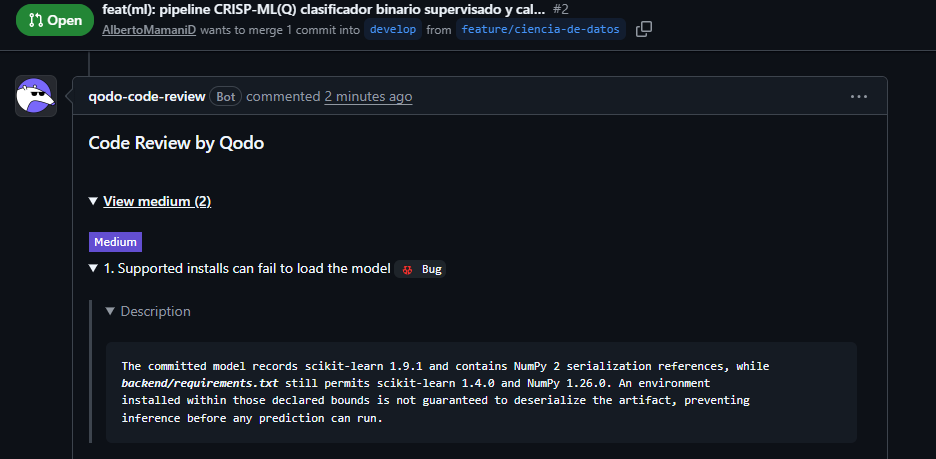 Open
feat(ml): pipeline CRISP-ML(Q) clasificador binario supervisado y cal... #2
AlbertoMamaniD wants to merge 1 commit into develop from feature/ciencia-de-datos
qodo-code-review Bot commented 2 minutes ago
Code Review by Qodo
View medium (2)
Medium
1. Supported installs can fail to load the model Bug
Description
The committed model records scikit-learn 1.9.1 and contains NumPy 2 serialization references, while
backend/requirements.txt still permits scikit-learn 1.4.0 and NumPy 1.26.0. An environment
installed within those declared bounds is not guaranteed to deserialize the artifact, preventing
inference before any prediction can run.